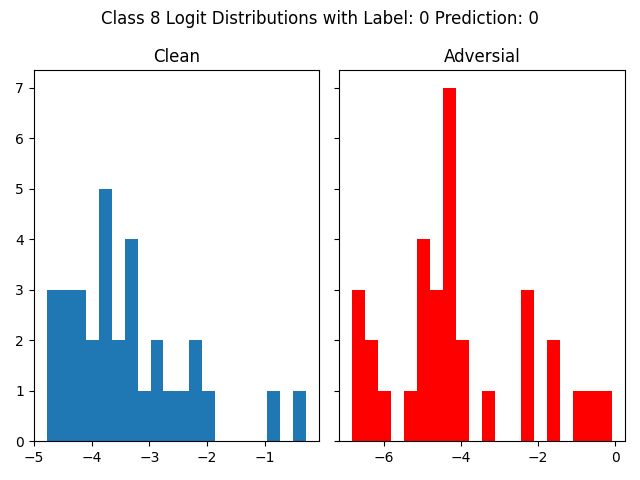 Class 8 Logit Distributions with Label: 0 Prediction: 0
Clean
Adversial
7
6
5
4
3
2
1
0
−5 −4 −3 −2 −1
−6 −4 −2 0